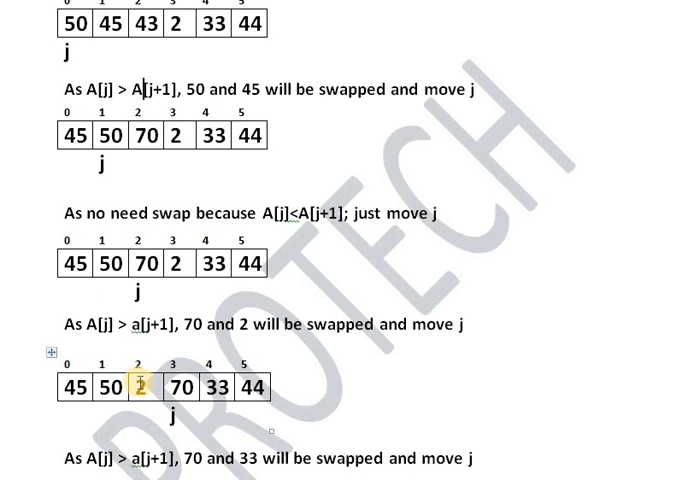 0 1 2 3 4 5
50 45 43 2 33 44
j
As A[j] > A[j+1], 50 and 45 will be swapped and move j
0 1 2 3 4 5
45 50 70 2 33 44
j
As no need swap because A[j]<A[j+1]; just move j
0 1 2 3 4 5
45 50 70 2 33 44
j
As A[j] > a[j+1], 70 and 2 will be swapped and move j
0 1 2 3 4 5
45 50 2 70 33 44
j
As A[j] > a[j+1], 70 and 33 will be swapped and move j
PROTECH